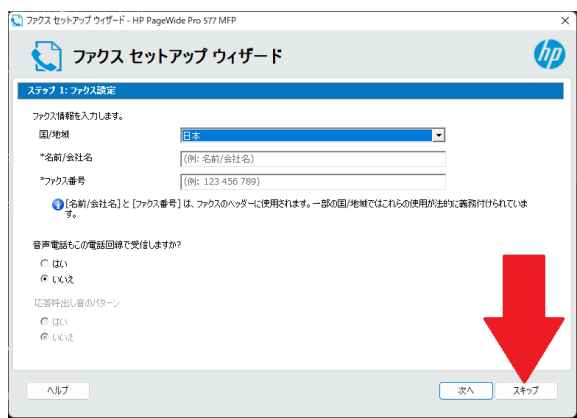 ファクス セットアップ ウィザード - HP PageWide Pro 577 MFP
ファクス セットアップ ウィザード
hp
ステップ 1: ファクス設定
ファクス情報を入力します。
国/地域
日本
*名前/会社名
(例: 名前/会社名)
*ファクス番号
(例: 123 456 789)
[名前/会社名] と [ファクス番号] は、ファクスのヘッダーに使用されます。一部の国/地域ではこれらの使用が法的に義務付けられていま
す。
音声電話もこの電話回線で受信しますか?
はい
いいえ
応答呼出し音のパターン
はい
いいえ
ヘルプ
次へ
スキップ